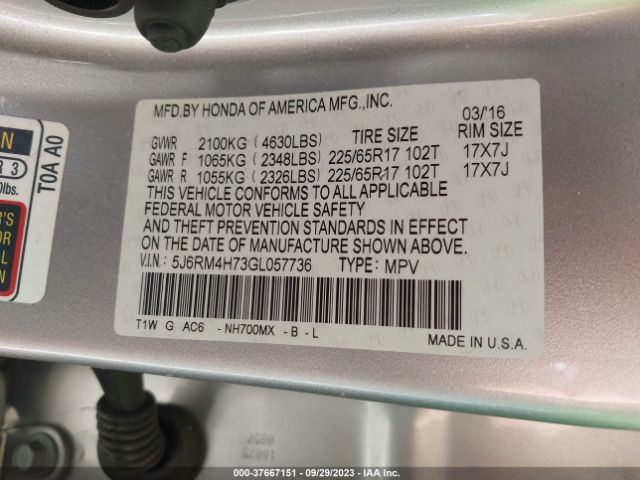 MFD.BY HONDA OF AMERICA MFG.,INC. 03/'16
GVWR 2100KG (4630LBS) TIRE SIZE RIM SIZE
GAWR F 1065KG (2348LBS) 225/65R17 102T 17X7J
GAWR R 1055KG (2326LBS) 225/65R17 102T 17X7J
THIS VEHICLE CONFORMS TO ALL APPLICABLE
FEDERAL MOTOR VEHICLE SAFETY
AND THEFT PREVENTION STANDARDS IN EFFECT
ON THE DATE OF MANUFACTURE SHOWN ABOVE.
V.I.N.: 5J6RM4H73GL057736 TYPE: MPV
T1W G AC6 -NH700MX -B -L
MADE IN U.S.A.
T0A A0
R 3
lbs.
000-37667151 - 09/29/2023 - IAA Inc.